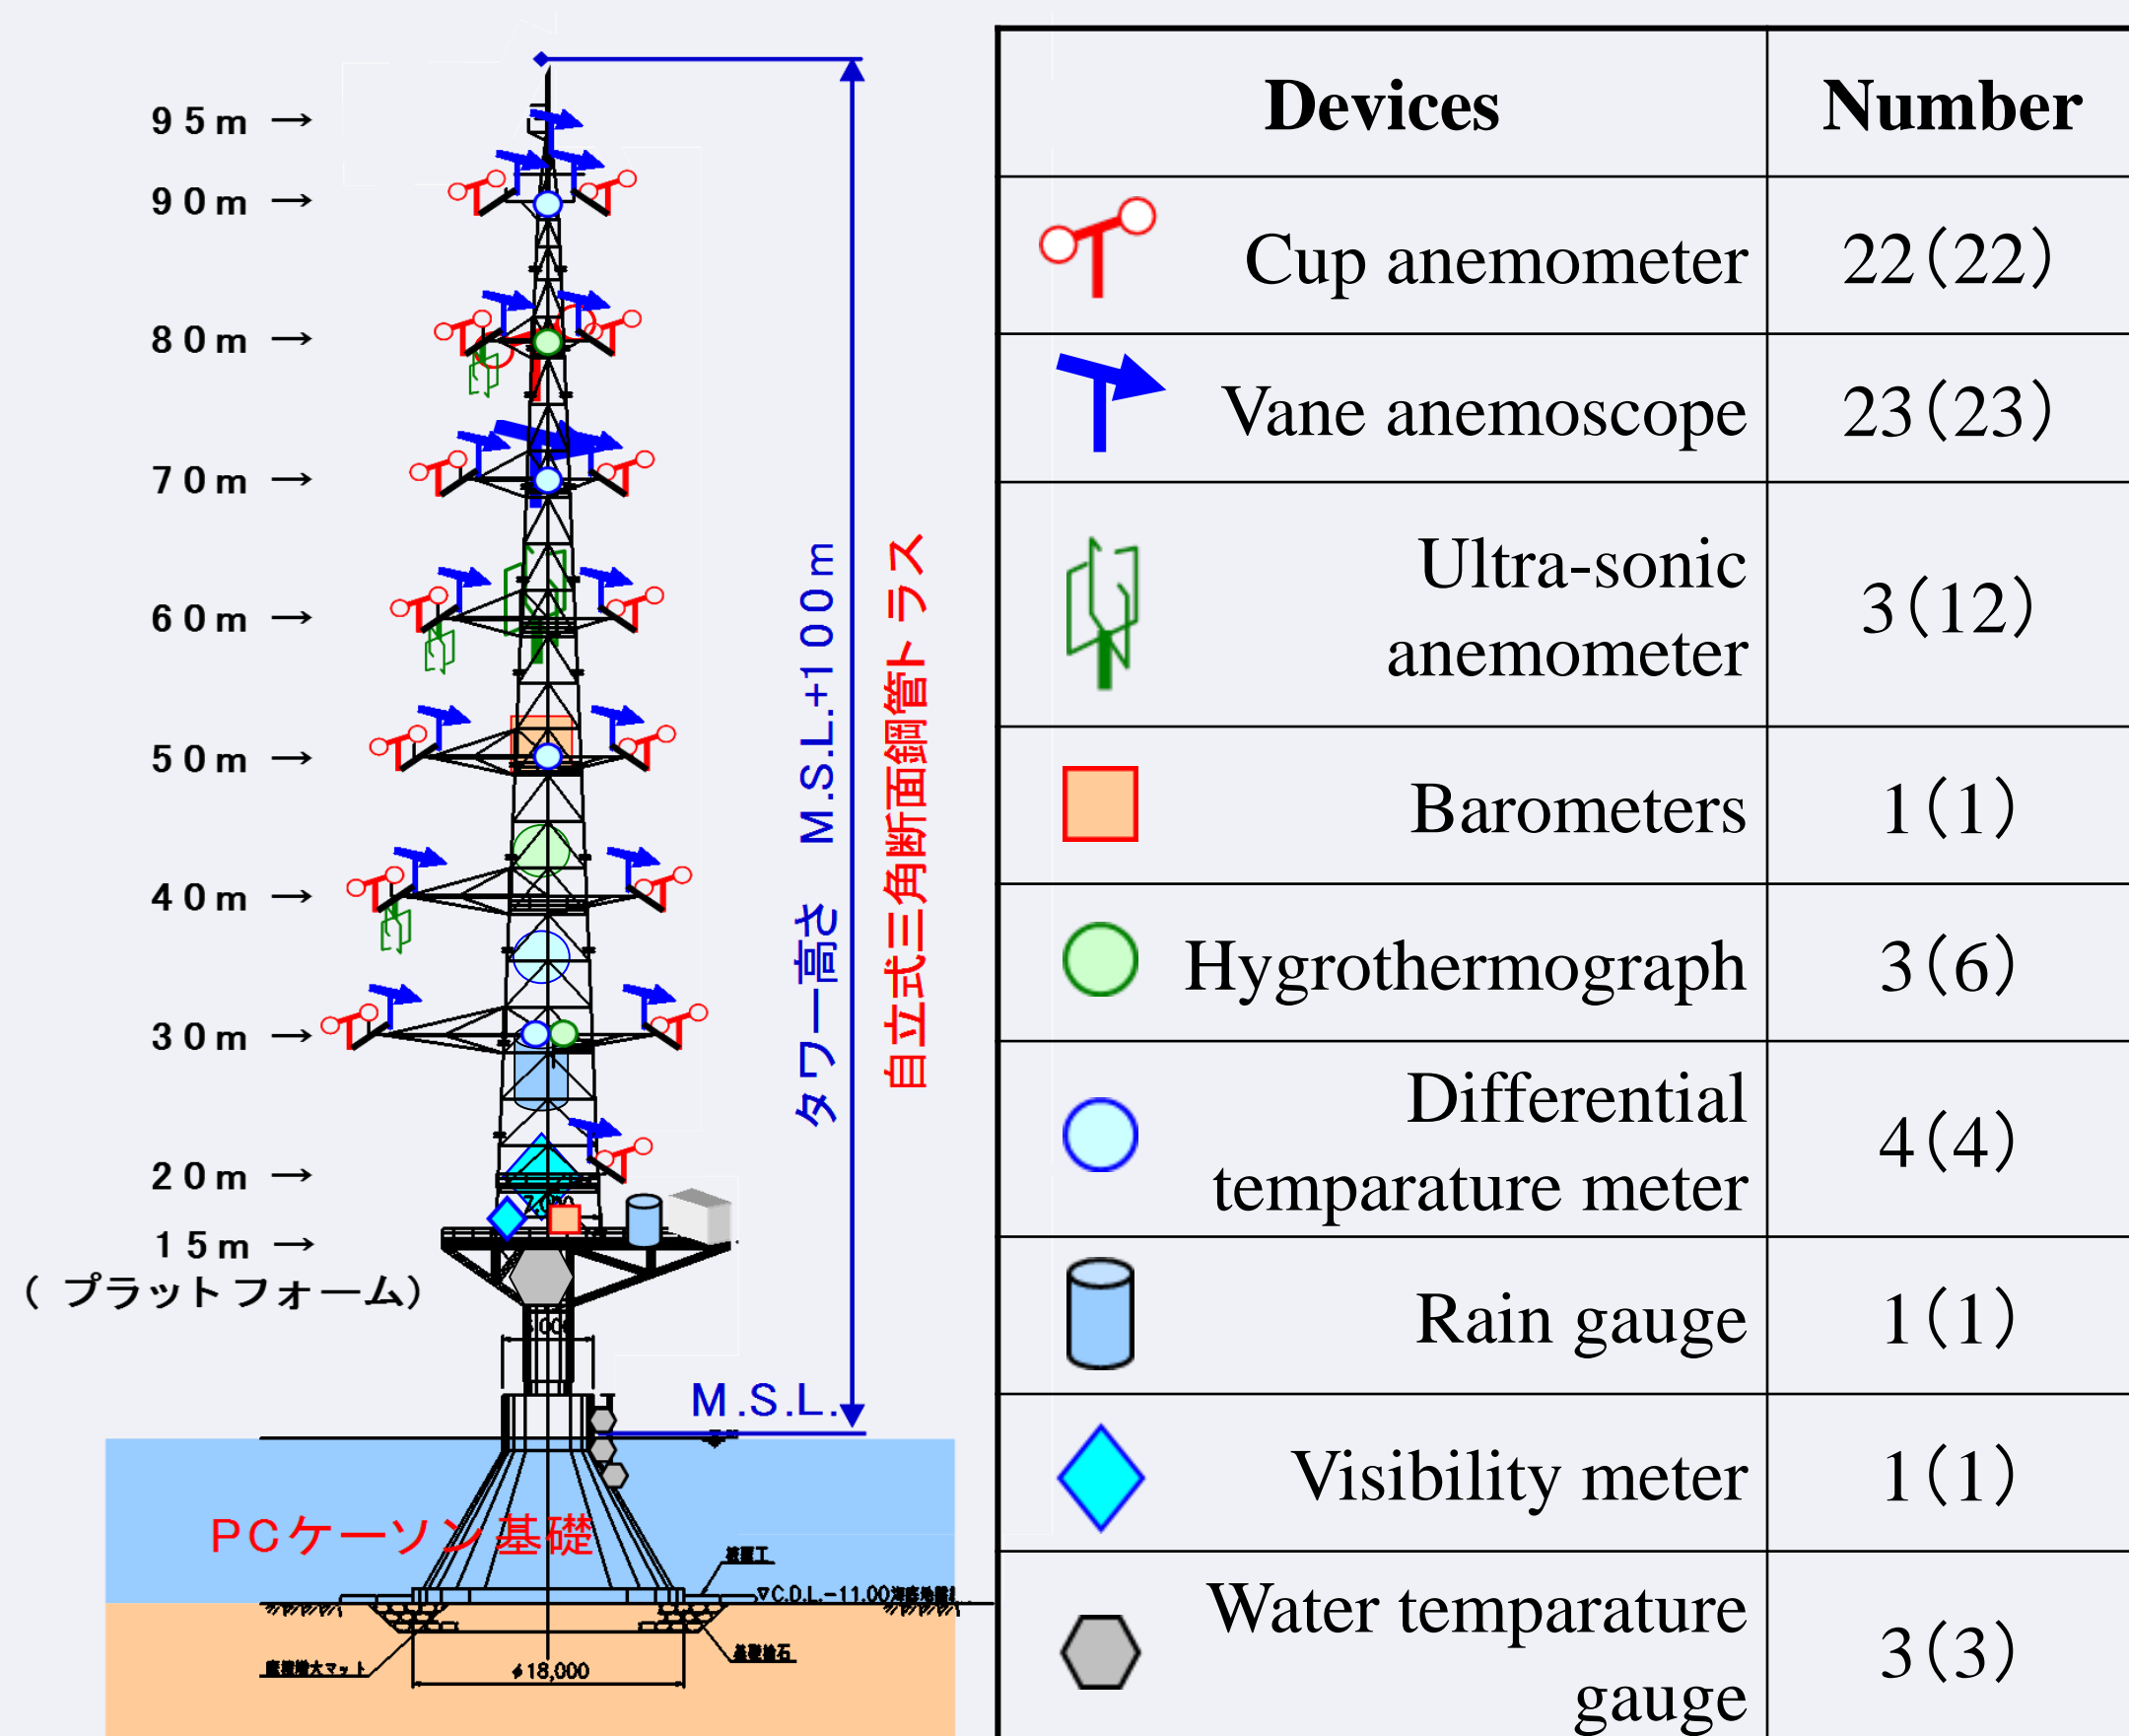 95m →
90m →
80m →
70m →
60m →
50m →
40m →
30m →
20m →
15m →
( プラットフォーム)
タワー高さ M.S.L.+100m
自立式三角断面鋼管トラス
M.S.L.
PCケーソン基礎
▽C.D.L.-11.00
φ18,000
Devices Number
Cup anemometer 22(22)
Vane anemoscope 23(23)
Ultra-sonic
anemometer 3(12)
Barometers 1(1)
Hygrothermograph 3(6)
Differential
temparature meter 4(4)
Rain gauge 1(1)
Visibility meter 1(1)
Water temparature
gauge 3(3)